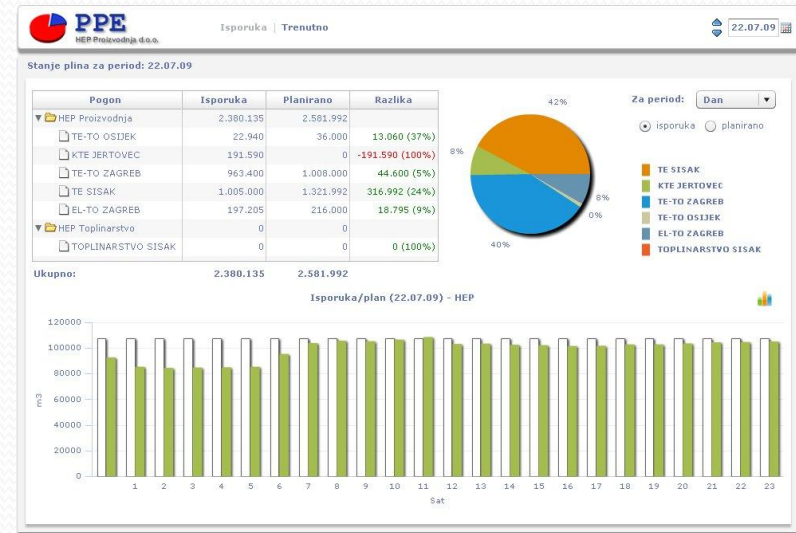 PPE
HEP Proizvodnja d.o.o.
Isporuka | Trenutno
22.07.09
Stanje plina za period: 22.07.09
Pogon Isporuka Planirano Razlika
HEP Proizvodnja 2.380.135 2.581.992
TE-TO OSIJEK 22.940 36.000 13.060 (37%)
KTE JERTOVEC 191.590 0 -191.590 (100%)
TE-TO ZAGREB 963.400 1.008.000 44.600 (5%)
TE SISAK 1.005.000 1.321.992 316.992 (24%)
EL-TO ZAGREB 197.205 216.000 18.795 (9%)
HEP Toplinarstvo 0 0
TOPLINARSTVO SISAK 0 0 0 (100%)
Ukupno: 2.380.135 2.581.992
42%
8%
8%
0%
40%
Za period: Dan
isporuka planirano
TE SISAK
KTE JERTOVEC
TE-TO ZAGREB
TE-TO OSIJEK
EL-TO ZAGREB
TOPLINARSTVO SISAK
Isporuka/plan (22.07.09) - HEP
120000
100000
80000
60000
40000
20000
0
m3
1 2 3 4 5 6 7 8 9 10 11 12 13 14 15 16 17 18 19 20 21 22 23
Sat